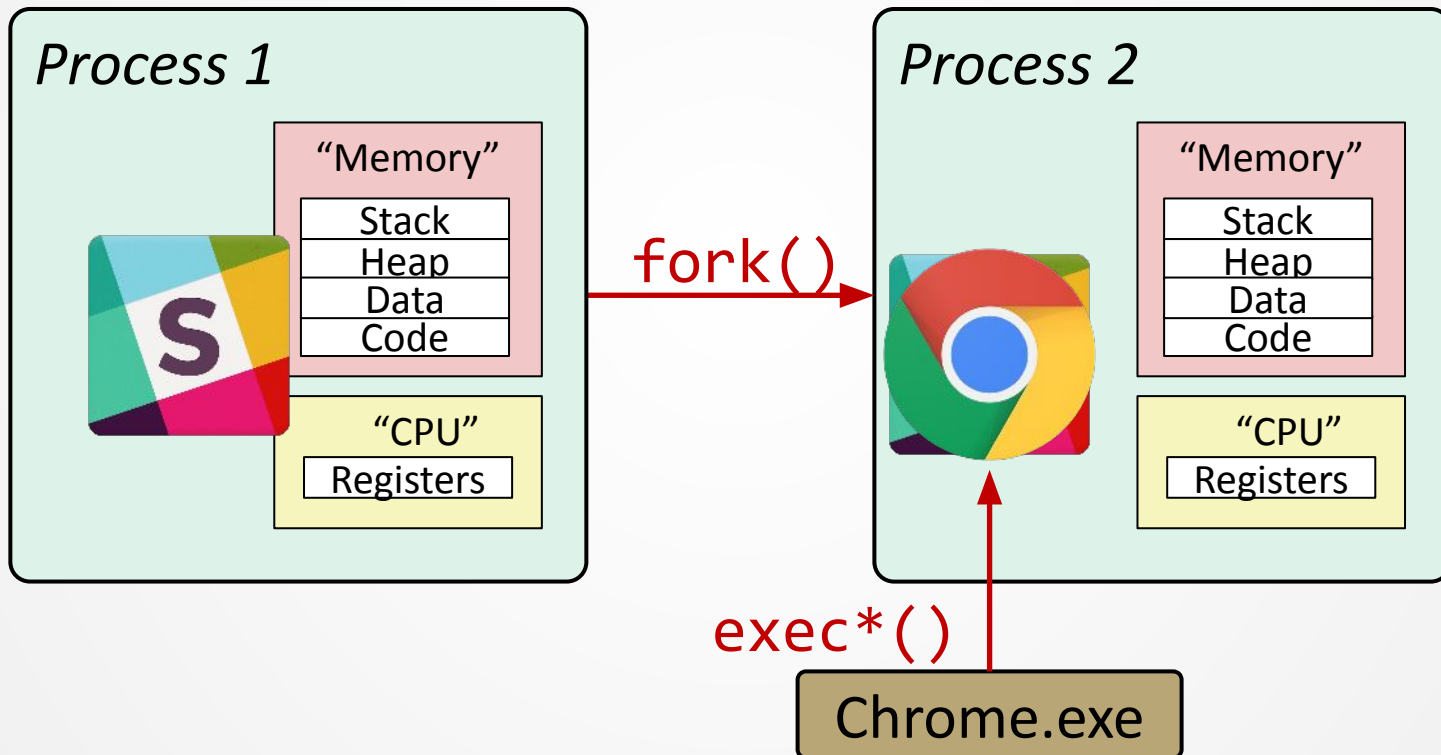 Process 1
“Memory”
Stack
Heap
Data
Code
S
“CPU”
Registers
fork()
Process 2
“Memory”
Stack
Heap
Data
Code
“CPU”
Registers
exec*()
Chrome.exe